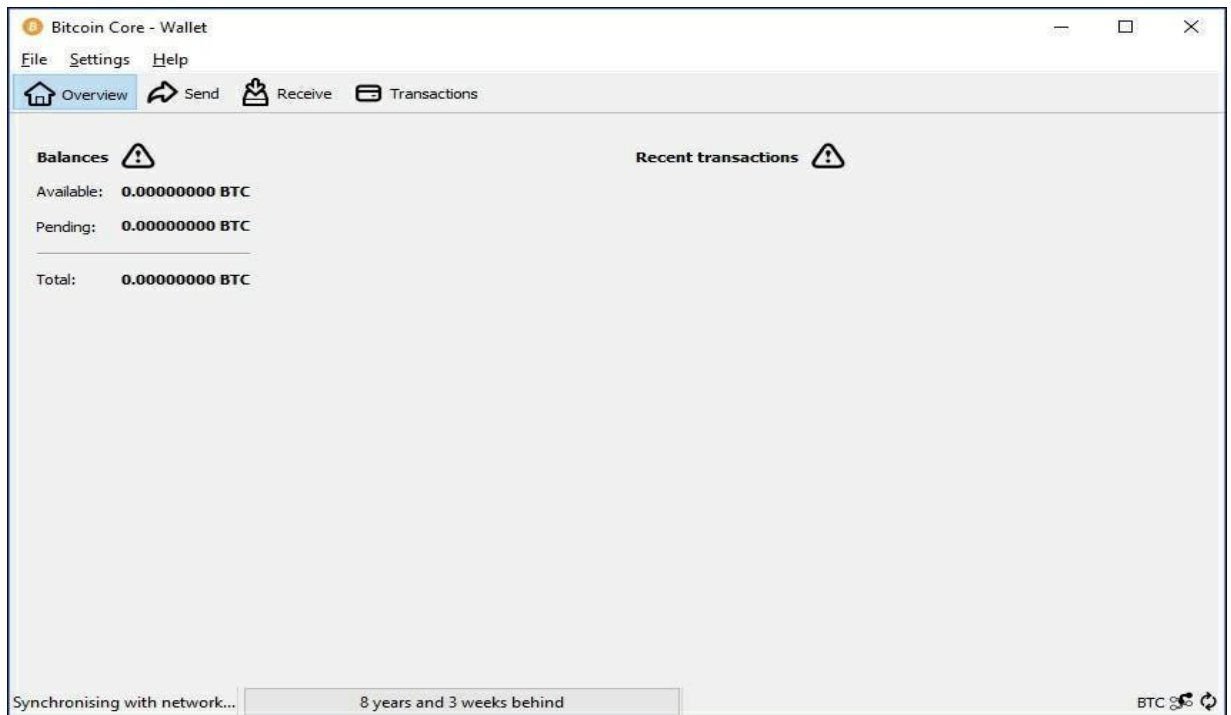 Bitcoin Core - Wallet
File Settings Help
Overview Send Receive Transactions
Balances Recent transactions
Available: 0.00000000 BTC
Pending: 0.00000000 BTC
Total: 0.00000000 BTC
Synchronising with network... 8 years and 3 weeks behind BTC